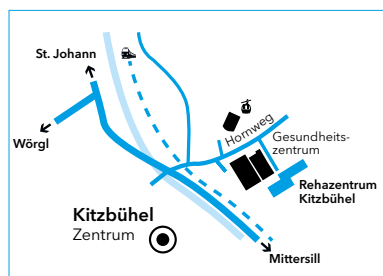 St. Johann
Wörgl
Hornweg
Gesundheits-
zentrum
Rehazentrum
Kitzbühel
Kitzbühel
Zentrum
Mittersill